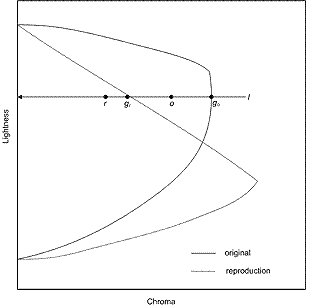 r
g_r
o
g_o
l
Lightness
original
reproduction
Chroma